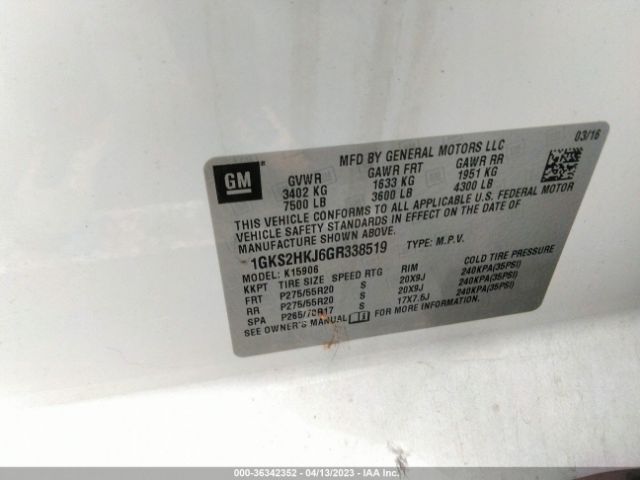 GM
MFD BY GENERAL MOTORS LLC
03/16
GVWR GAWR FRT GAWR RR
3402 KG 1633 KG 1951 KG
7500 LB 3600 LB 4300 LB
THIS VEHICLE CONFORMS TO ALL APPLICABLE U.S. FEDERAL MOTOR
VEHICLE SAFETY STANDARDS IN EFFECT ON THE DATE OF
MANUFACTURE SHOWN ABOVE.
1GKS2HKJ6GR338519 TYPE: M.P.V.
MODEL: K15906
KKPT TIRE SIZE SPEED RTG RIM COLD TIRE PRESSURE
FRT P275/55R20 S 20X9J 240KPA(35PSI)
RR P275/55R20 S 20X9J 240KPA(35PSI)
SPA P265/70R17 S 17X7.5J 240KPA(35PSI)
SEE OWNER'S MANUAL FOR MORE INFORMATION.
000-36342352 - 04/13/2023 - IAA Inc.